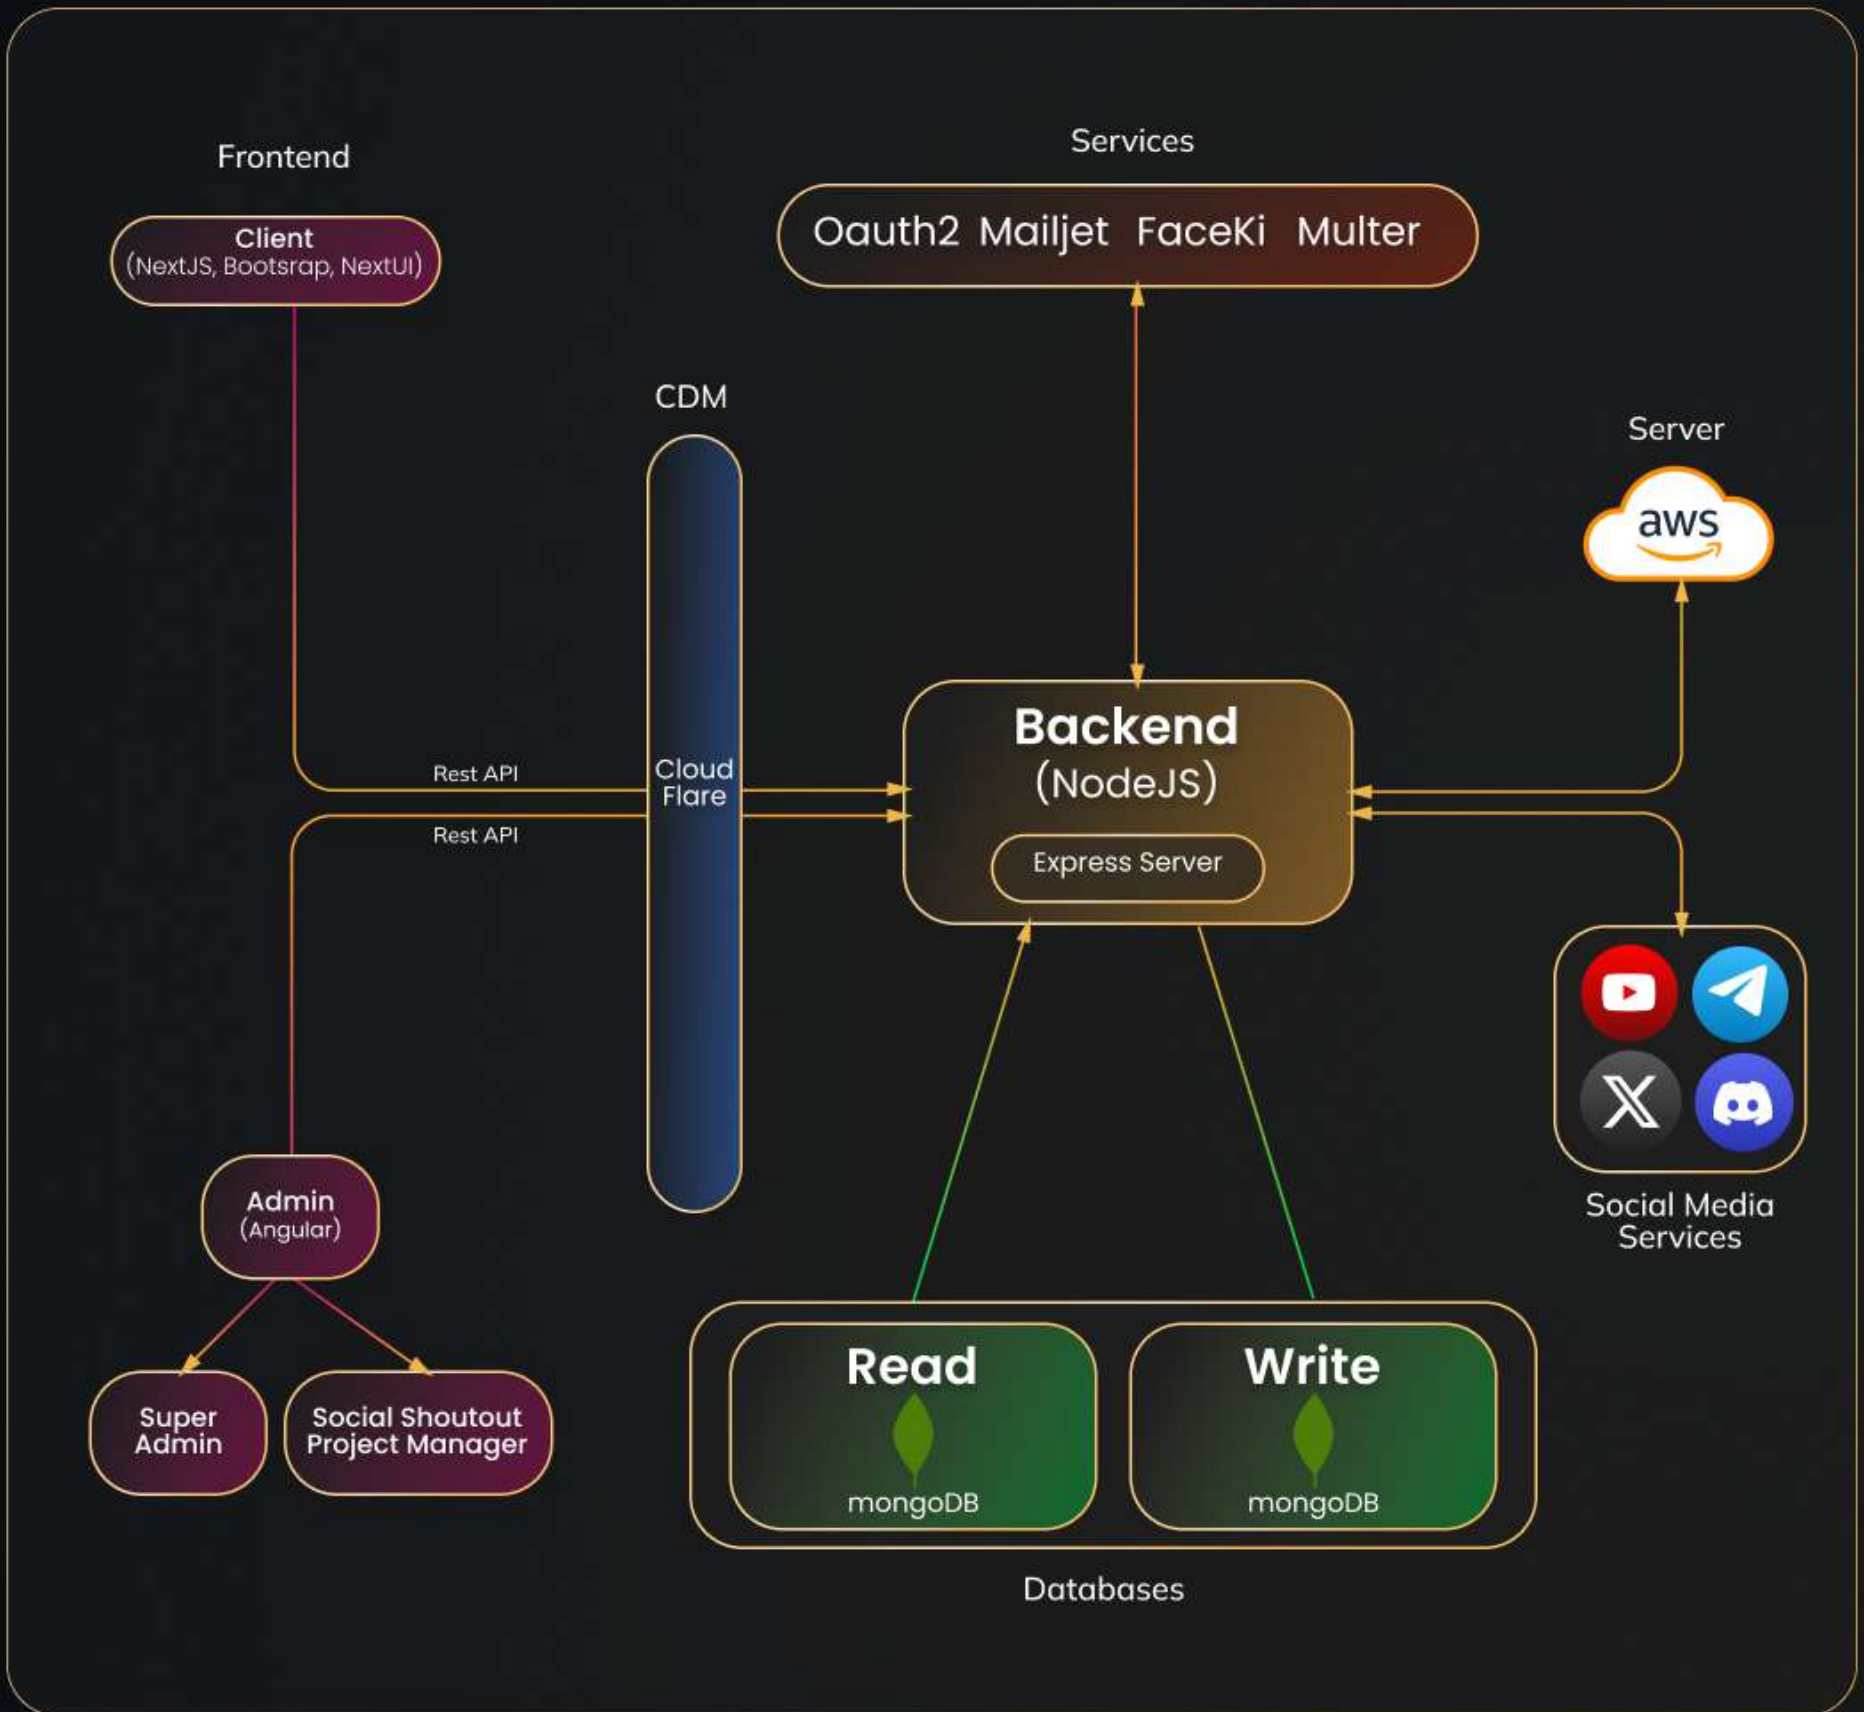 Frontend
Client
(NextJS, Bootsrap, NextUI)
Services
Oauth2 Mailjet FaceKi Multer
CDM
Cloud
Flare
Rest API
Rest API
Server
aws
Backend
(NodeJS)
Express Server
Social Media
Services
Admin
(Angular)
Super
Admin
Social Shoutout
Project Manager
Read
mongoDB
Write
mongoDB
Databases